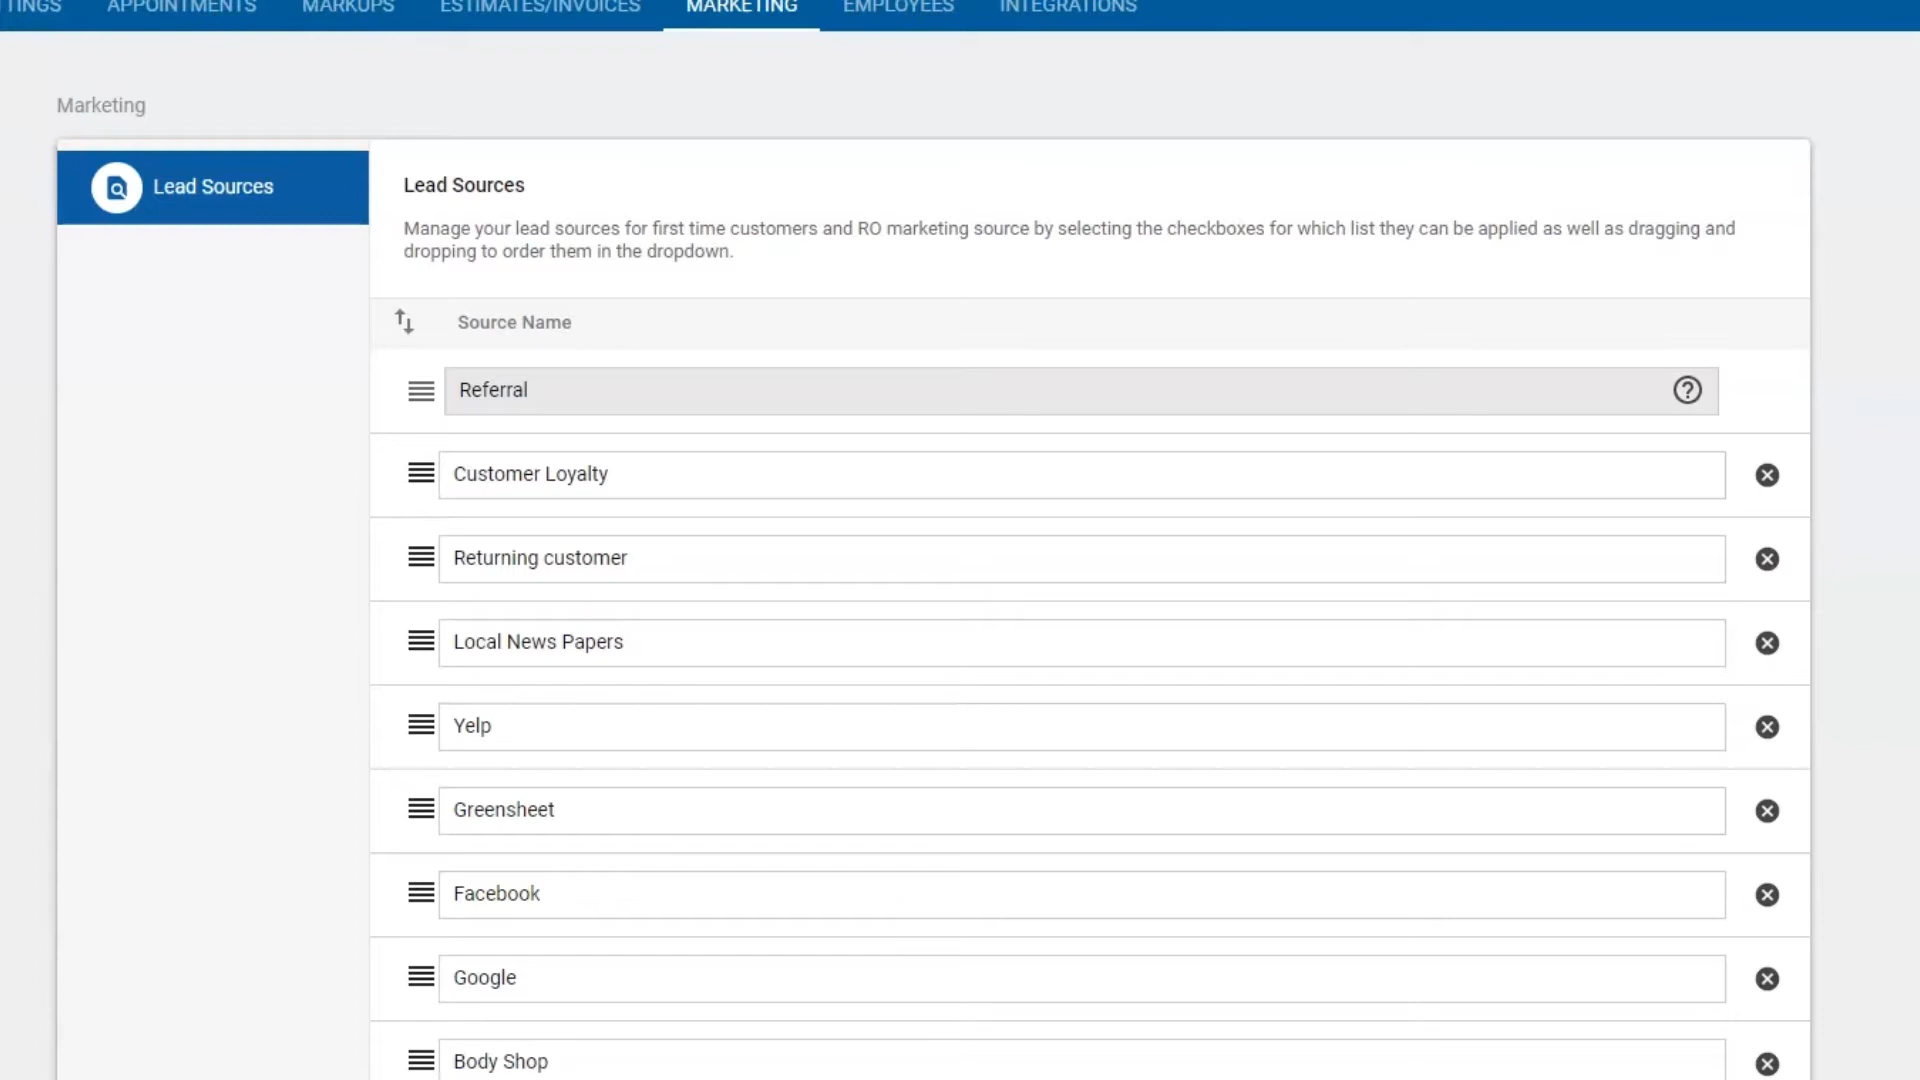 TINGS APPOINTMENTS MARKUPS ESTIMATES/INVOICES MARKETING EMPLOYEES INTEGRATIONS
Marketing
Lead Sources
Lead Sources
Manage your lead sources for first time customers and RO marketing source by selecting the checkboxes for which list they can be applied as well as dragging and
dropping to order them in the dropdown.
Source Name
Referral
Customer Loyalty
Returning customer
Local News Papers
Yelp
Greensheet
Facebook
Google
Body Shop